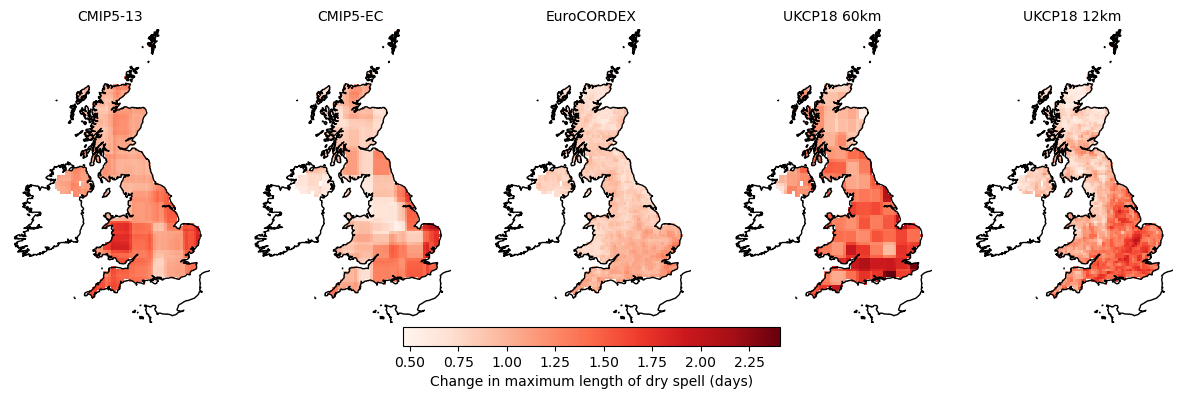 CMIP5-13 CMIP5-EC EuroCORDEX UKCP18 60km UKCP18 12km
0.50 0.75 1.00 1.25 1.50 1.75 2.00 2.25
Change in maximum length of dry spell (days)